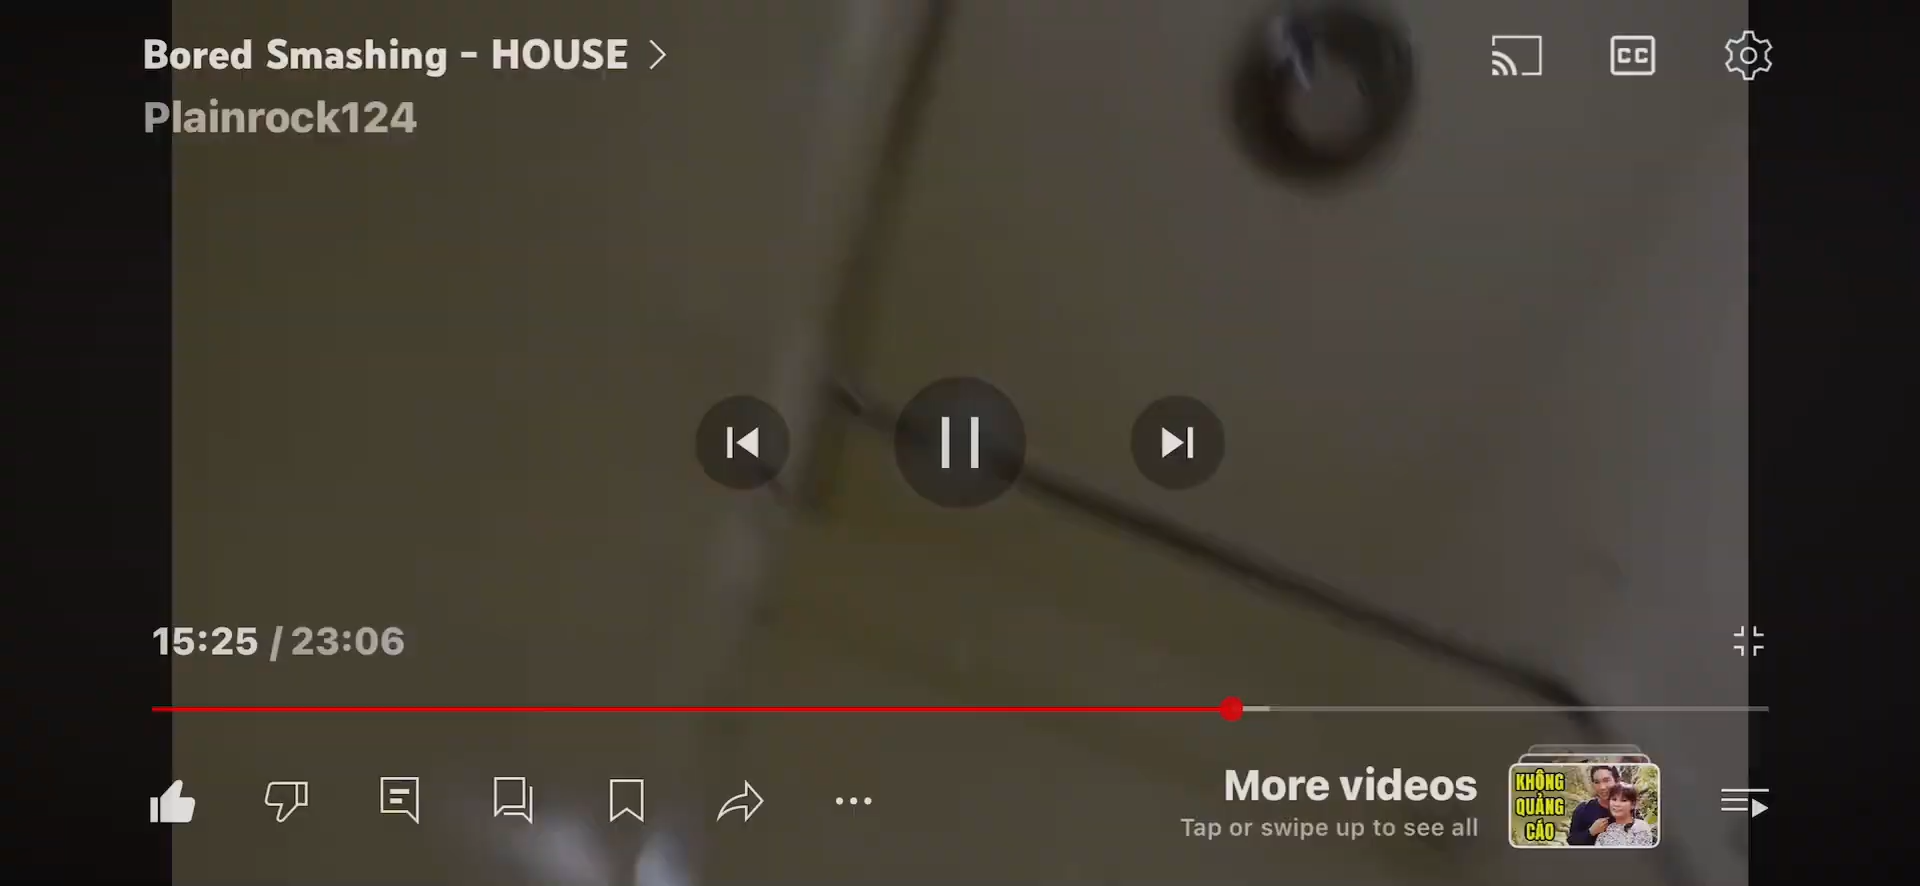 Bored Smashing - HOUSE
Plainrock124
CC
15:25 / 23:06
More videos
Tap or swipe up to see all
KHÔNG
QUẢNG
CÁO